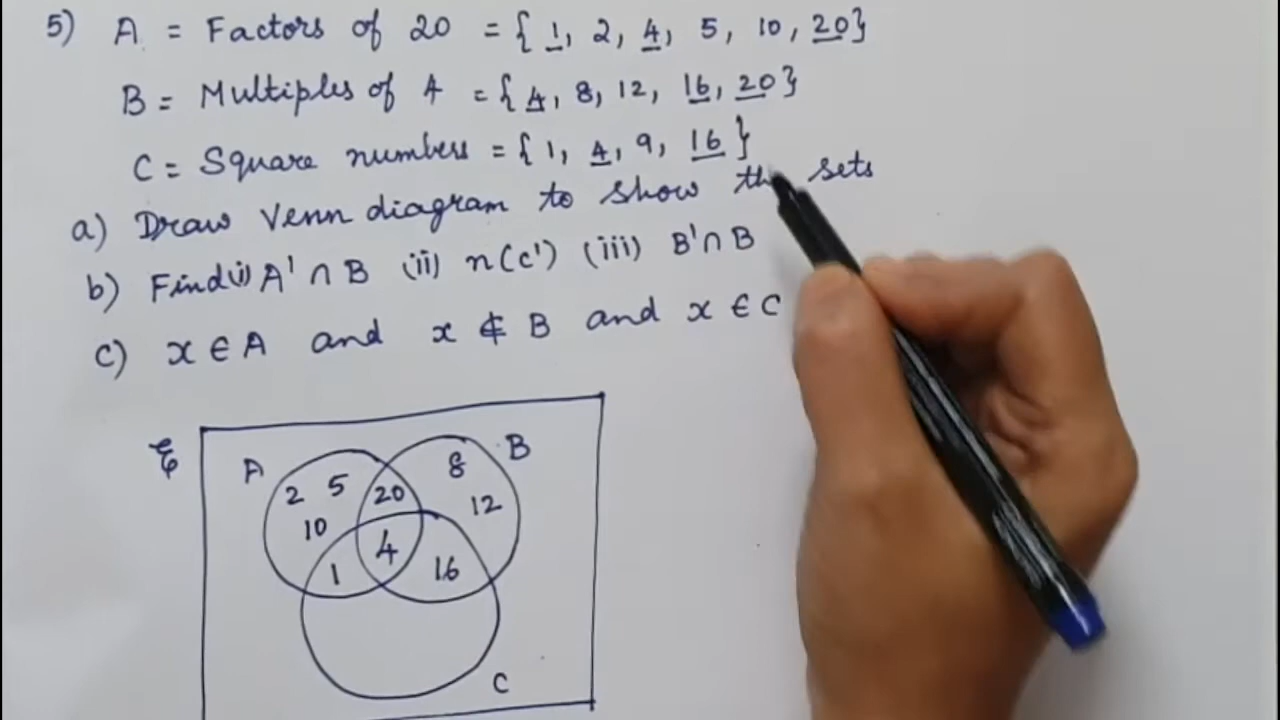 5) A = Factors of 20 = { 1, 2, 4, 5, 10, 20}
B = Multiples of 4 = { 4, 8, 12, 16, 20}
C = Square numbers = { 1, 4, 9, 16 }
a) Draw Venn diagram to show the sets
b) Find (i) A' ∩ B (ii) n(c') (iii) B' ∩ B
c) x ∈ A and x ∉ B and x ∈ C
ξ A B
2 5 20 8
10 12
4
1 16
C